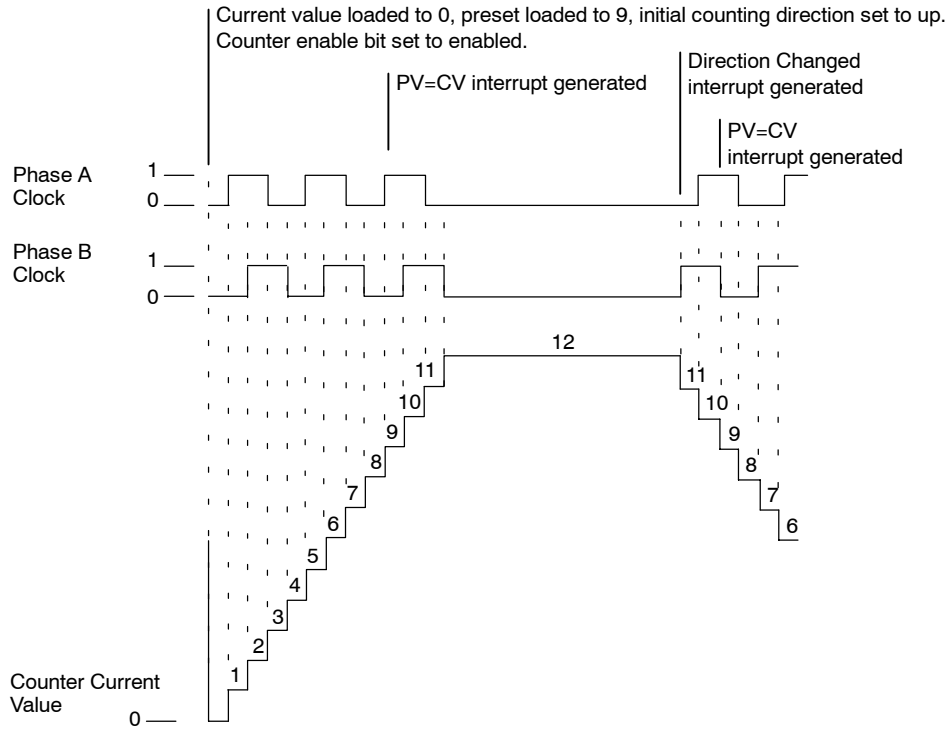 Current value loaded to 0, preset loaded to 9, initial counting direction set to up.
Counter enable bit set to enabled.
PV=CV interrupt generated
Direction Changed
interrupt generated
PV=CV
interrupt generated
Phase A
Clock
1
0
Phase B
Clock
1
0
12
11
10
9
8
7
6
5
4
3
2
1
11
10
9
8
7
6
Counter Current
Value
0